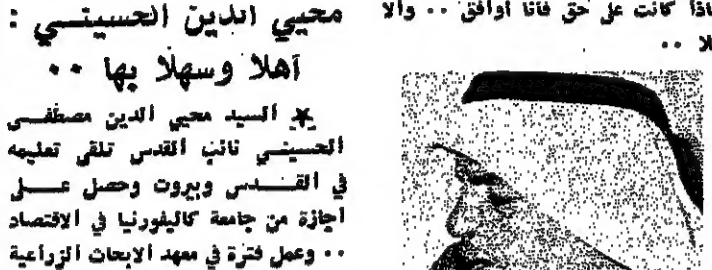 محيي الدين الحسيني :
أهلا وسهلا بها ..
★ السيد محيي الدين مصطفى
الحسيني نائب القدس تلقى تعليمه
في القدس وبيروت وحصل على
اجازة من جامعة كاليفورنيا في الاقتصاد
.. وعمل فترة في معهد الابحاث الزراعية
فاذا كانت على حق فانا اوافق .. والا
فلا ..